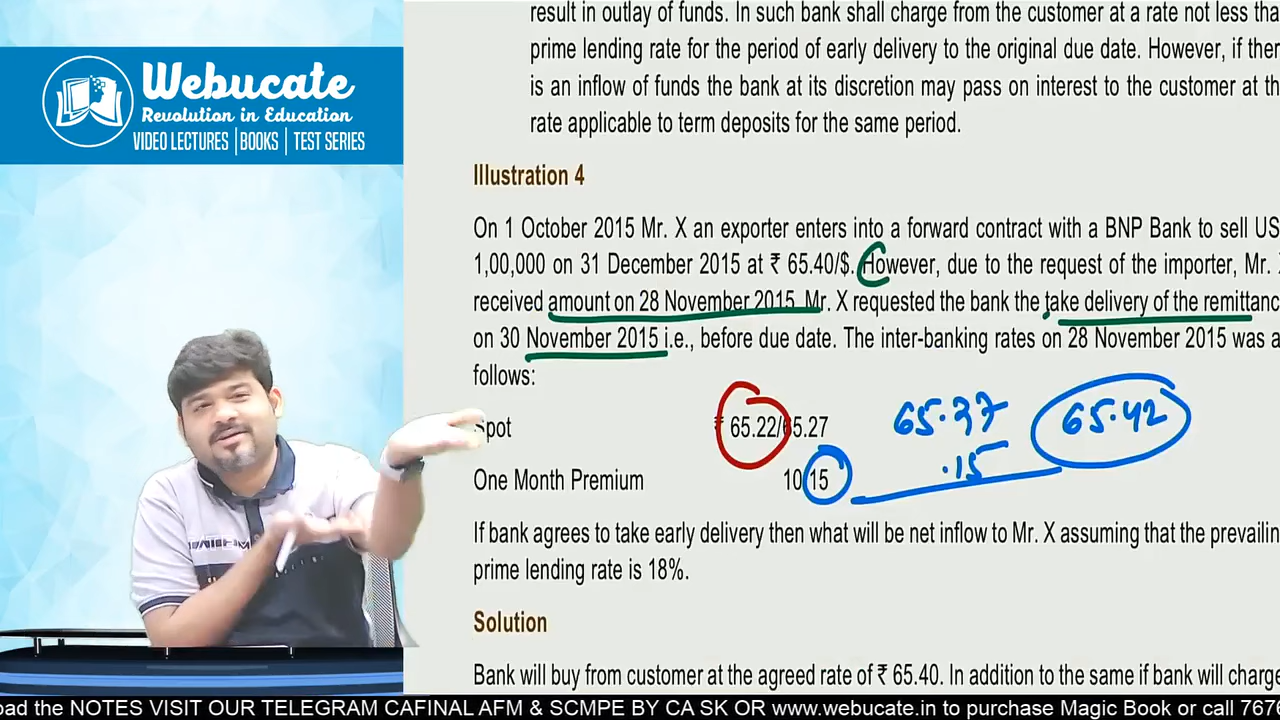 result in outlay of funds. In such bank shall charge from the customer at a rate not less tha
prime lending rate for the period of early delivery to the original due date. However, if ther
is an inflow of funds the bank at its discretion may pass on interest to the customer at th
rate applicable to term deposits for the same period.
Webucate
Revolution in Education
VIDEO LECTURES | BOOKS | TEST SERIES
Illustration 4
On 1 October 2015 Mr. X an exporter enters into a forward contract with a BNP Bank to sell US
1,00,000 on 31 December 2015 at ₹ 65.40/$. However, due to the request of the importer, Mr. X
received amount on 28 November 2015. Mr. X requested the bank the take delivery of the remittanc
on 30 November 2015 i.e., before due date. The inter-banking rates on 28 November 2015 was a
follows:
Spot ₹ 65.22/65.27 65.27 65.42
.15
One Month Premium 10/15
If bank agrees to take early delivery then what will be net inflow to Mr. X assuming that the prevailin
prime lending rate is 18%.
Solution
Bank will buy from customer at the agreed rate of ₹ 65.40. In addition to the same if bank will charge
oad the NOTES VISIT OUR TELEGRAM CAFINAL AFM & SCMPE BY CA SK OR www.webucate.in to purchase Magic Book or call 7676